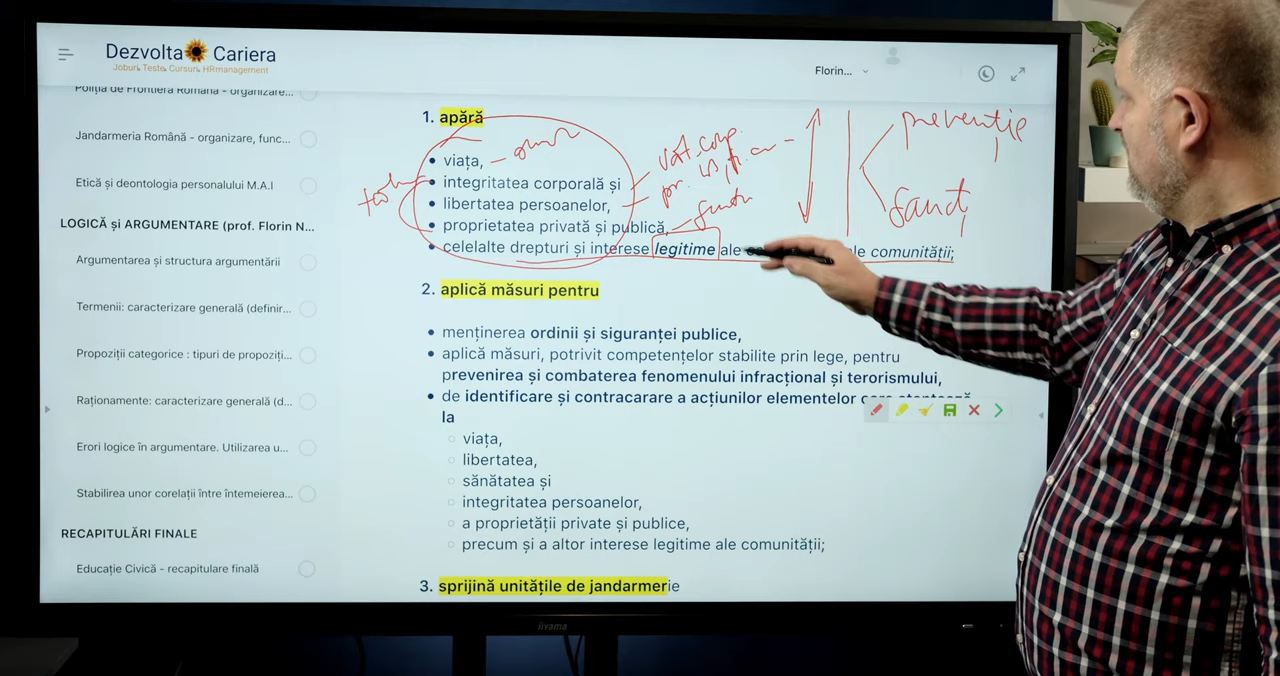 Dezvolta Cariera
Joburi. Teste. Cursuri. HRmanagement
Florin...
Poliția de Frontieră Română - organizare...
Jandarmeria Română - organizare, func...
Etică și deontologia personalului M.A.I
LOGICĂ și ARGUMENTARE (prof. Florin N...
Argumentarea și structura argumentării
Termenii: caracterizare generală (definir...
Propoziții categorice : tipuri de propoziți...
Raționamente: caracterizare generală (d...
Erori logice în argumentare. Utilizarea u...
Stabilirea unor corelații între întemeierea...
RECAPITULĂRI FINALE
Educație Civică - recapitulare finală
1. apără
viața,
integritatea corporală și
libertatea persoanelor,
proprietatea privată și publică,
celelalte drepturi și interese legitime ale
ale comunității;
prevenție
sancț
2. aplică măsuri pentru
menținerea ordinii și siguranței publice,
aplică măsuri, potrivit competențelor stabilite prin lege, pentru
prevenirea și combaterea fenomenului infracțional și terorismului,
de identificare și contracarare a acțiunilor elementelor care atentează
la
viața,
libertatea,
sănătatea și
integritatea persoanelor,
a proprietății private și publice,
precum și a altor interese legitime ale comunității;
3. sprijină unitățile de jandarmerie
iiyama